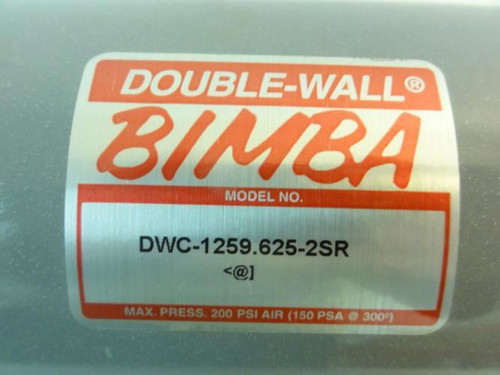 DOUBLE-WALL®
BIMBA
MODEL NO.
DWC-1259.625-2SR
<@]
MAX. PRESS. 200 PSI AIR (150 PSA @ 300°)